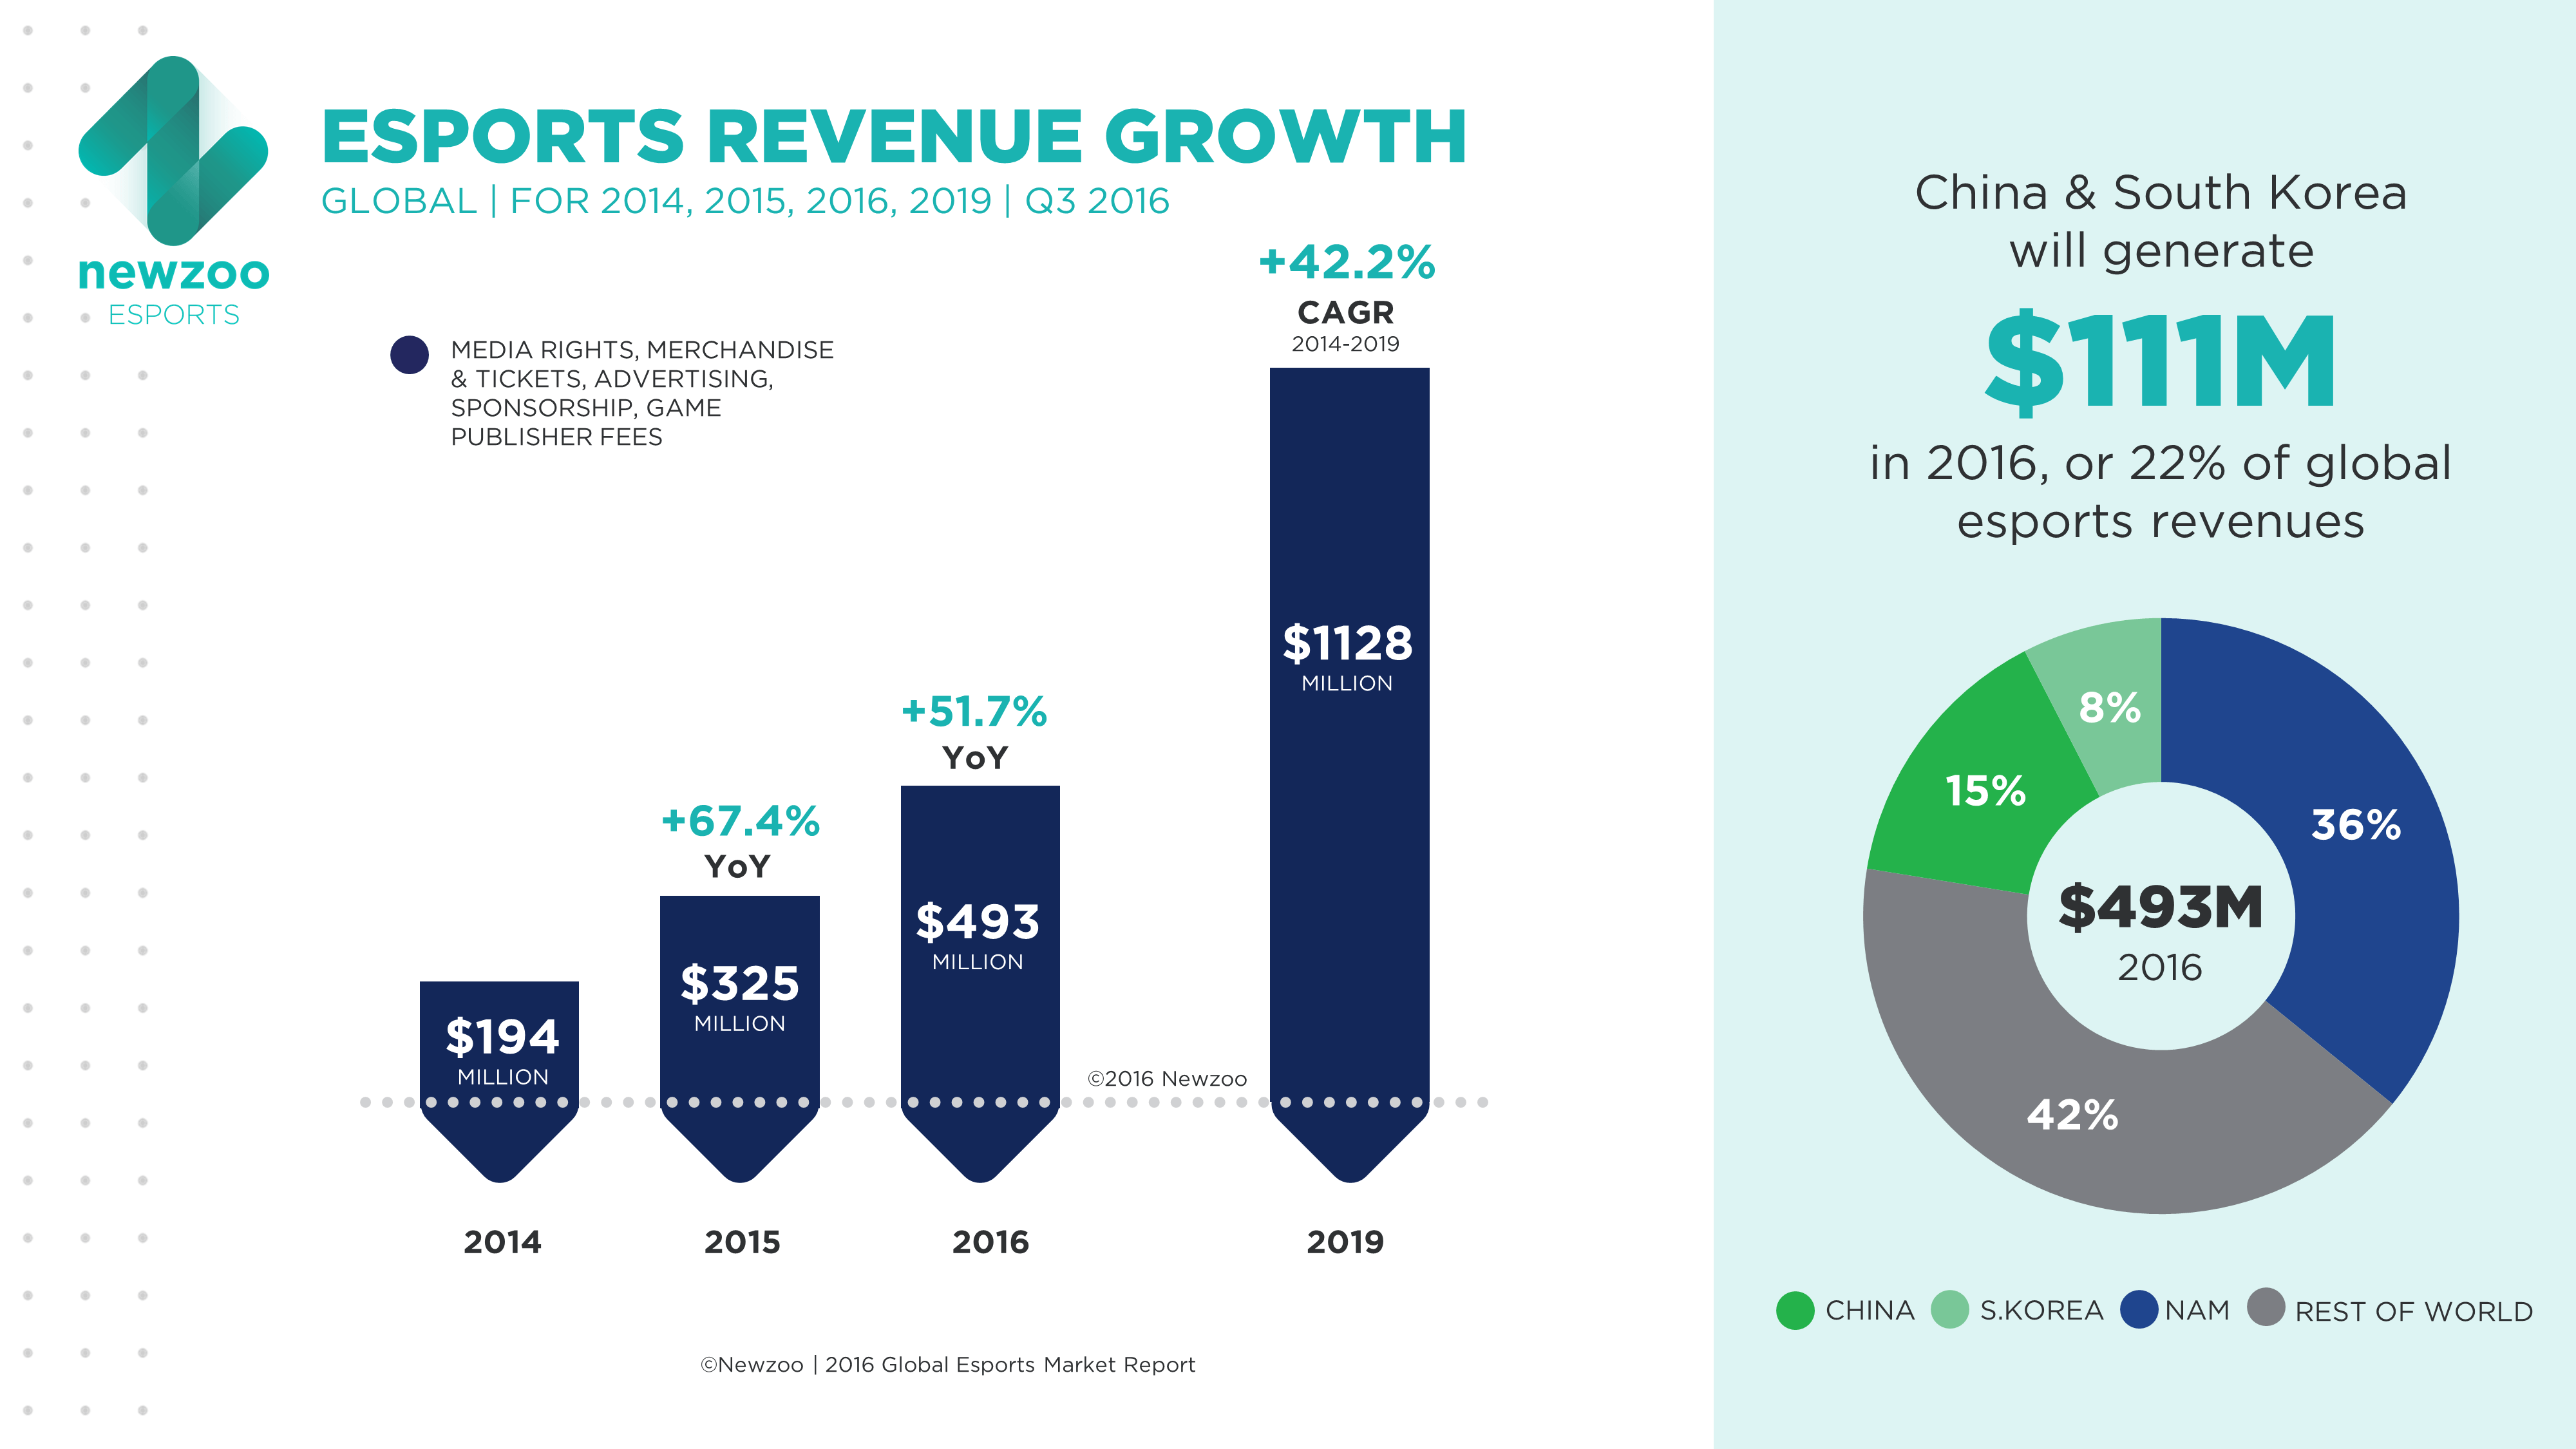 newzoo
ESPORTS
ESPORTS REVENUE GROWTH
GLOBAL | FOR 2014, 2015, 2016, 2019 | Q3 2016
MEDIA RIGHTS, MERCHANDISE
& TICKETS, ADVERTISING,
SPONSORSHIP, GAME
PUBLISHER FEES
$194
MILLION
2014
+67.4%
YoY
$325
MILLION
2015
+51.7%
YoY
$493
MILLION
2016
+42.2%
CAGR
2014-2019
$1128
MILLION
2019
©2016 Newzoo
©Newzoo | 2016 Global Esports Market Report
China & South Korea
will generate
$111M
in 2016, or 22% of global
esports revenues
8%
15%
36%
42%
$493M
2016
CHINA
S.KOREA
NAM
REST OF WORLD